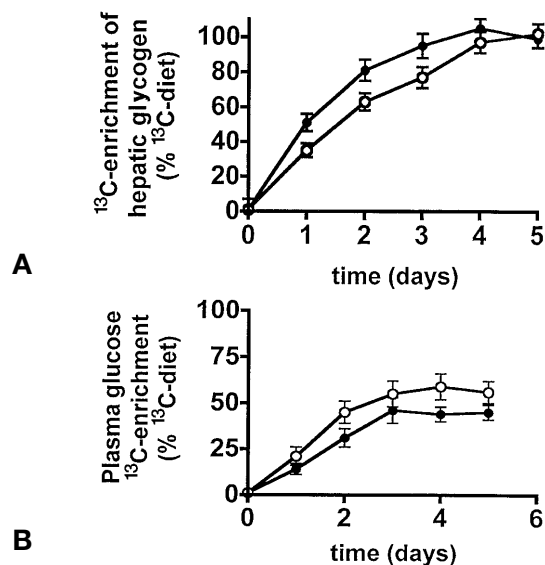 ¹³C-enrichment of
hepatic glycogen
(% ¹³C-diet)
100
80
60
40
20
0
0 1 2 3 4 5
time (days)
A
Plasma glucose
¹³C-enrichment
(% ¹³C-diet)
100
75
50
25
0
0 2 4 6
time (days)
B